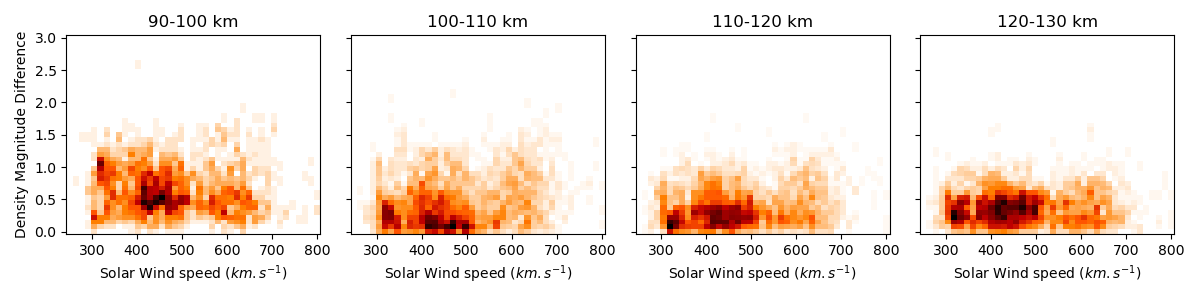 90-100 km 100-110 km 110-120 km 120-130 km
Density Magnitude Difference
3.0
2.5
2.0
1.5
1.0
0.5
0.0
300 400 500 600 700 800 300 400 500 600 700 800 300 400 500 600 700 800 300 400 500 600 700 800
Solar Wind speed (km.s⁻¹) Solar Wind speed (km.s⁻¹) Solar Wind speed (km.s⁻¹) Solar Wind speed (km.s⁻¹)